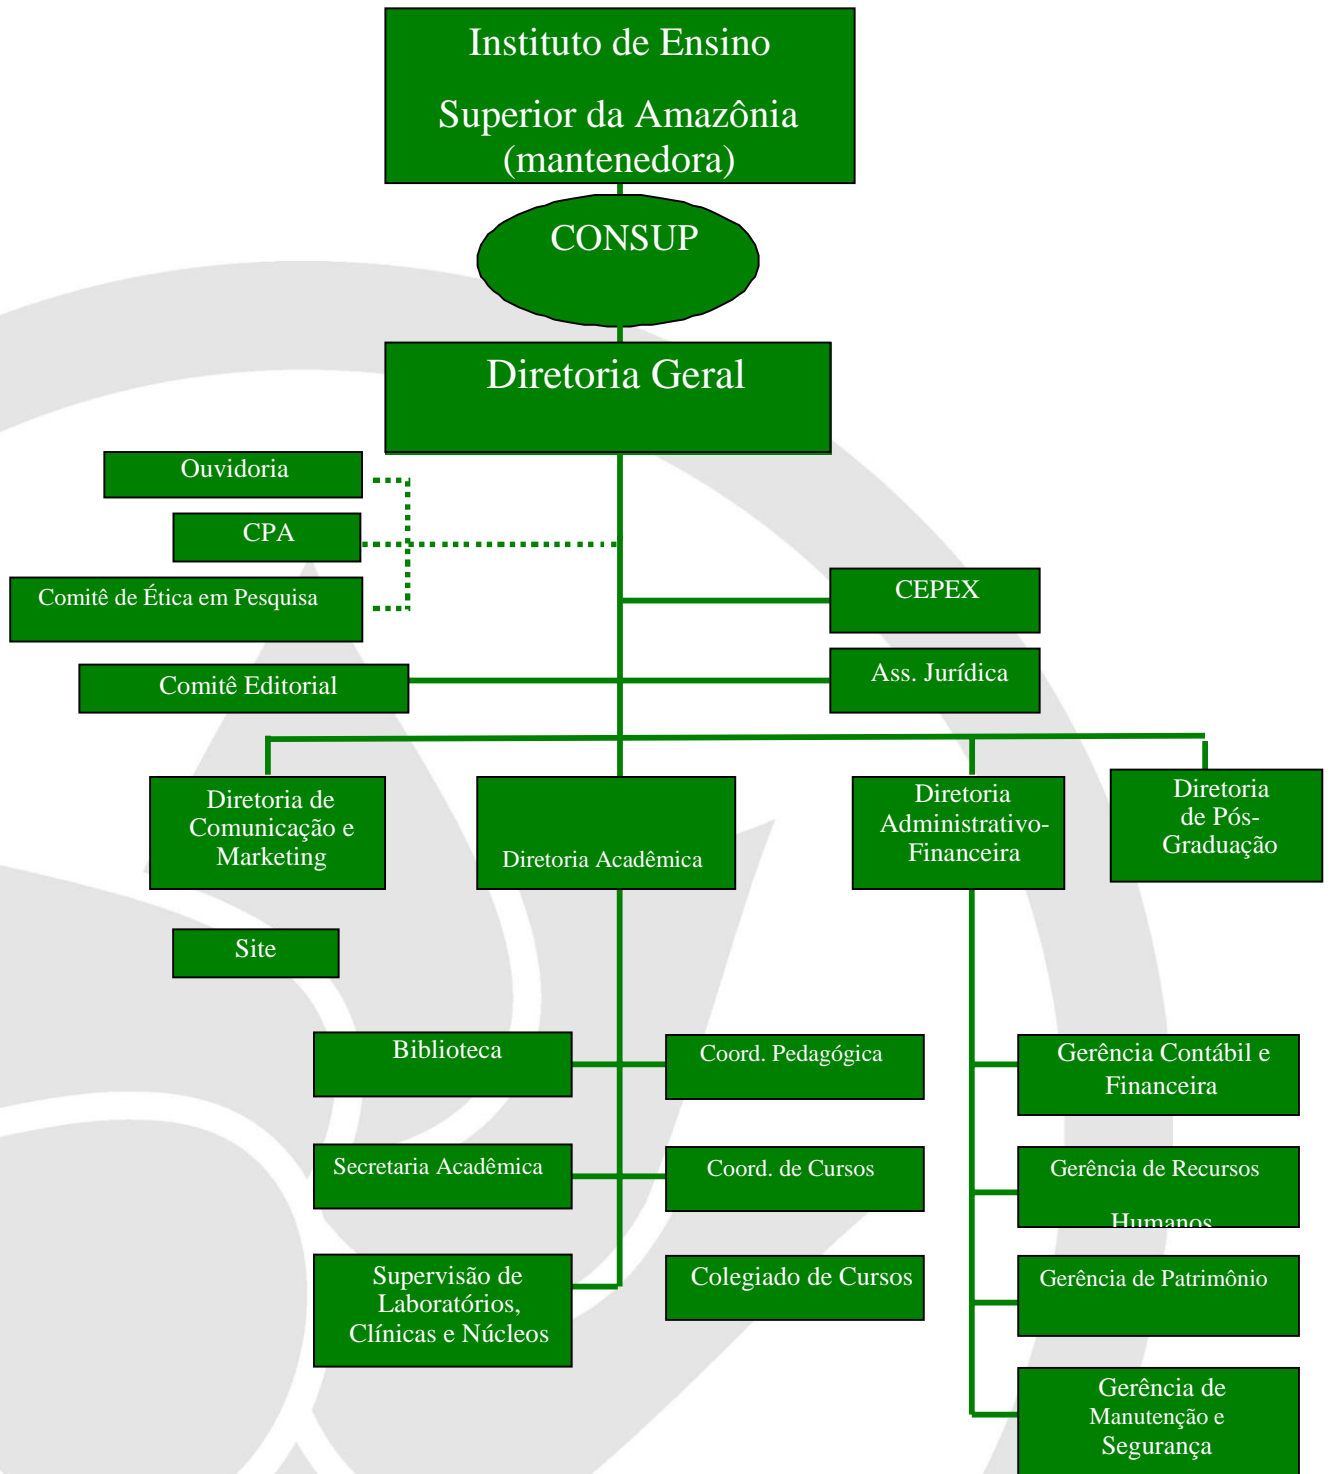 Instituto de Ensino
Superior da Amazônia
(mantenedora)
CONSUP
Diretoria Geral
Ouvidoria
CPA
Comitê de Ética em Pesquisa
CEPEX
Comitê Editorial
Ass. Jurídica
Diretoria de
Comunicação e
Marketing
Diretoria Acadêmica
Diretoria
Administrativo-
Financeira
Diretoria
de Pós-
Graduação
Site
Biblioteca
Coord. Pedagógica
Gerência Contábil e
Financeira
Secretaria Acadêmica
Coord. de Cursos
Gerência de Recursos
Humanos
Supervisão de
Laboratórios,
Clínicas e Núcleos
Colegiado de Cursos
Gerência de Patrimônio
Gerência de
Manutenção e
Segurança